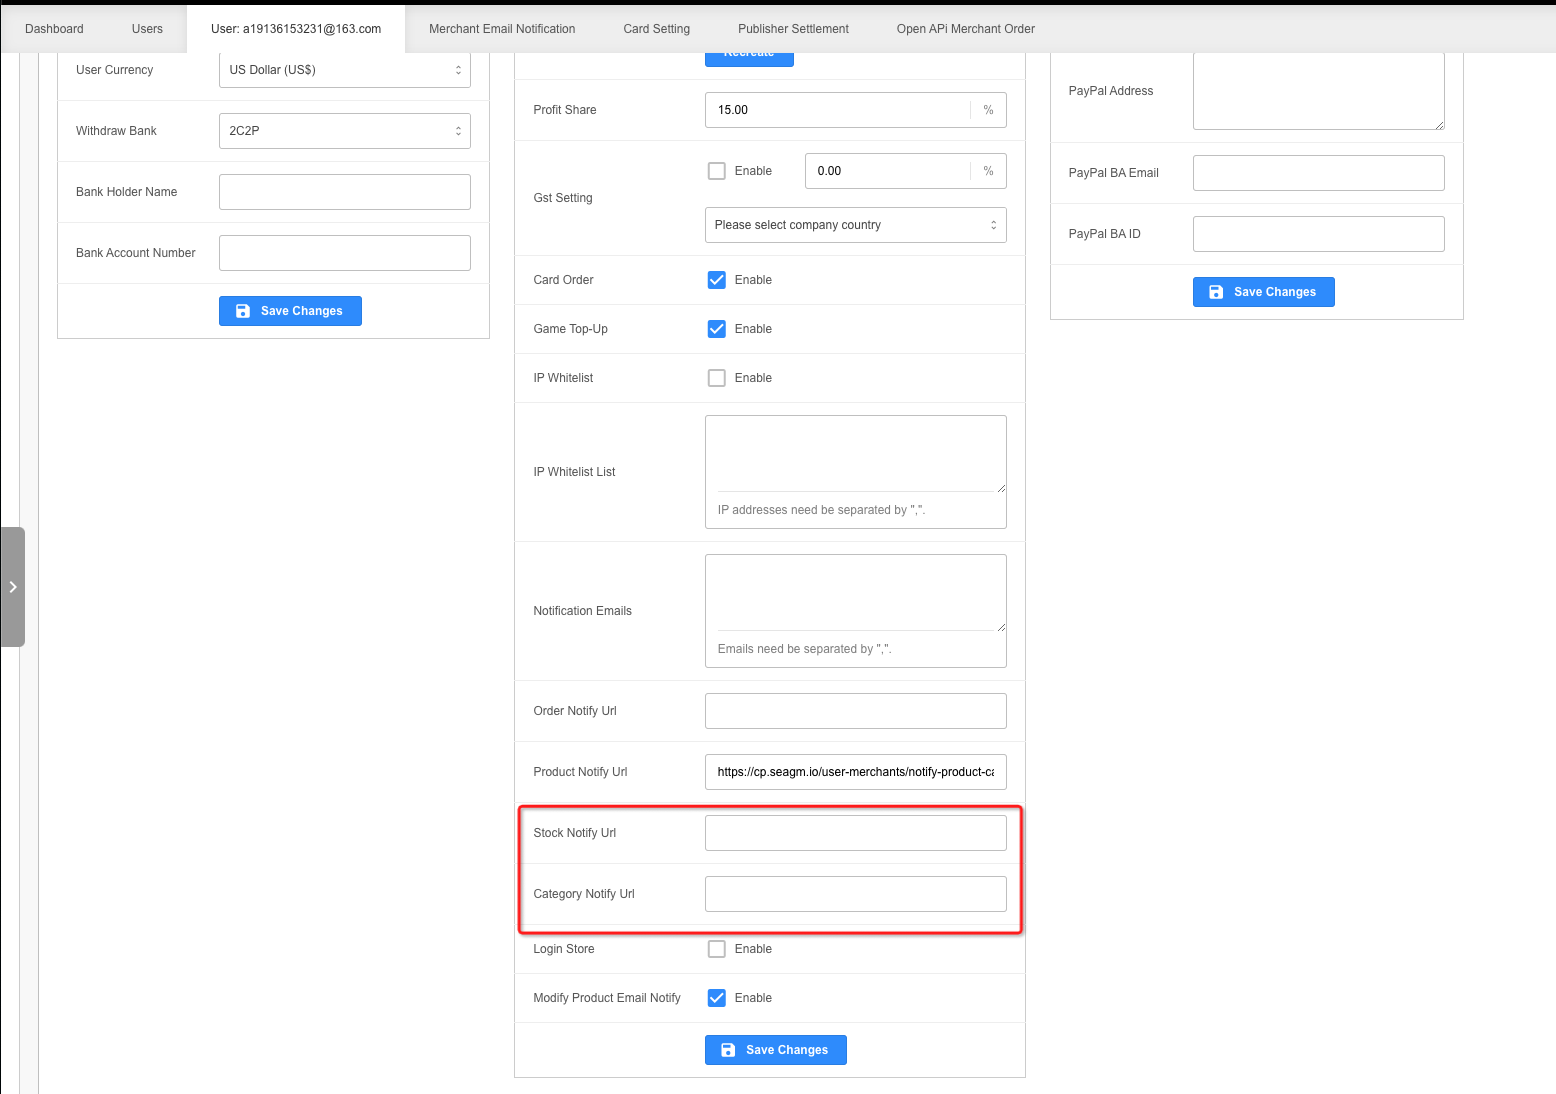 Dashboard
Users
User: a19136153231@163.com
Merchant Email Notification
Card Setting
Publisher Settlement
Open APi Merchant Order
User Currency
US Dollar (US$)
Withdraw Bank
2C2P
Bank Holder Name
Bank Account Number
Save Changes
Recreate
Profit Share
15.00
%
Gst Setting
Enable
0.00
%
Please select company country
Card Order
Enable
Game Top-Up
Enable
IP Whitelist
Enable
IP Whitelist List
IP addresses need be separated by ",".
Notification Emails
Emails need be separated by ",".
Order Notify Url
Product Notify Url
https://cp.seagm.io/user-merchants/notify-product-ca
Stock Notify Url
Category Notify Url
Login Store
Enable
Modify Product Email Notify
Enable
Save Changes
PayPal Address
PayPal BA Email
PayPal BA ID
Save Changes